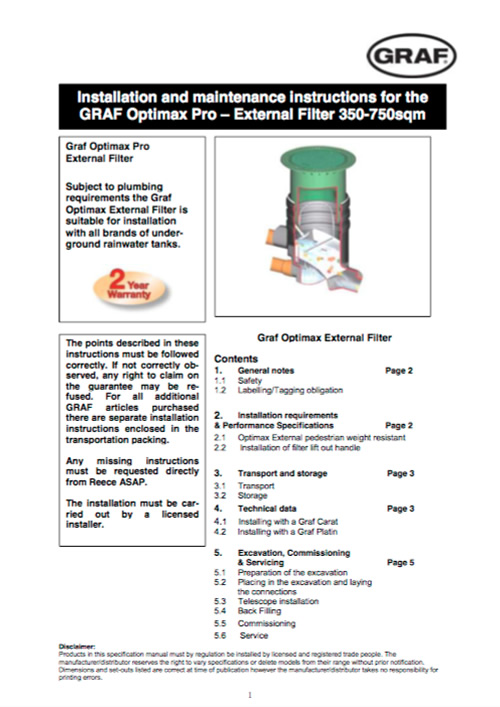 GRAF
Installation and maintenance instructions for the
GRAF Optimax Pro – External Filter 350-750sqm
Graf Optimax Pro
External Filter
Subject to plumbing
requirements the Graf
Optimax External Filter is
suitable for installation
with all brands of under-
ground rainwater tanks.
2 Year
Warranty
The points described in these
instructions must be followed
correctly. If not correctly ob-
served, any right to claim on
the guarantee may be re-
fused. For all additional
GRAF articles purchased
there are separate installation
instructions enclosed in the
transportation packing.
Any missing instructions
must be requested directly
from Reece ASAP.
The installation must be car-
ried out by a licensed
installer.
Graf Optimax External Filter
Contents
1. General notes Page 2
1.1 Safety
1.2 Labelling/Tagging obligation
2. Installation requirements
& Performance Specifications Page 2
2.1 Optimax External pedestrian weight resistant
2.2 Installation of filter lift out handle
3. Transport and storage Page 3
3.1 Transport
3.2 Storage
4. Technical data Page 3
4.1 Installing with a Graf Carat
4.2 Installing with a Graf Platin
5. Excavation, Commissioning
& Servicing Page 5
5.1 Preparation of the excavation
5.2 Placing in the excavation and laying
the connections
5.3 Telescope installation
5.4 Back Filling
5.5 Commissioning
5.6 Service
Disclaimer:
Products in this specification manual must by regulation be installed by licensed and registered trade people. The
manufacturer/distributor reserves the right to vary specifications or delete models from their range without prior notification.
Dimensions and set-outs listed are correct at time of publication however the manufacturer/distributor takes no responsibility for
printing errors.
1